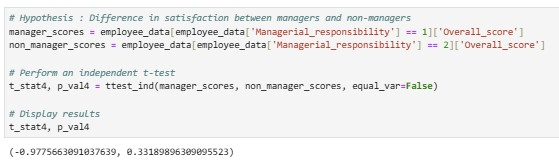 # Hypothesis : Difference in satisfaction between managers and non-managers
manager_scores = employee_data[employee_data['Managerial_responsibility'] == 1]['Overall_score']
non_manager_scores = employee_data[employee_data['Managerial_responsibility'] == 2]['Overall_score']
# Perform an independent t-test
t_stat4, p_val4 = ttest_ind(manager_scores, non_manager_scores, equal_var=False)
# Display results
t_stat4, p_val4
(-0.9775663091037639, 0.33189896309095523)